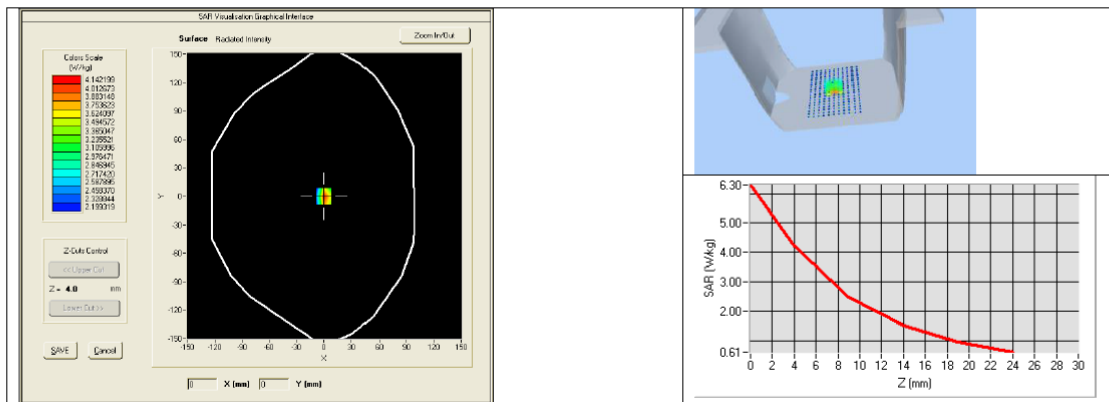 SAR Visualisation Graphical Interface
Surface Radiated Intensity
Zoom In/Out
Colors Scale
(W/kg)
4.142199
4.012673
3.883148
3.753623
3.624097
3.494572
3.365047
3.235521
3.105996
2.976471
2.846945
2.717420
2.587895
2.458370
2.328844
2.199319
Z-Cuts Control
<< Upper Cut
Z = 4.0 mm
Lower Cut >>
SAVE Cancel
150-
120-
90-
60-
30-
0-
-30-
-60-
-90-
-120-
-150-
Y
-150 -120 -90 -60 -30 0 30 60 90 120 150
X
0 X (mm) 0 Y (mm)
6.30-
5.00-
4.00-
3.00-
2.00-
0.61-
SAR (W/kg)
0 2 4 6 8 10 12 14 16 18 20 22 24 26 28 30
Z (mm)